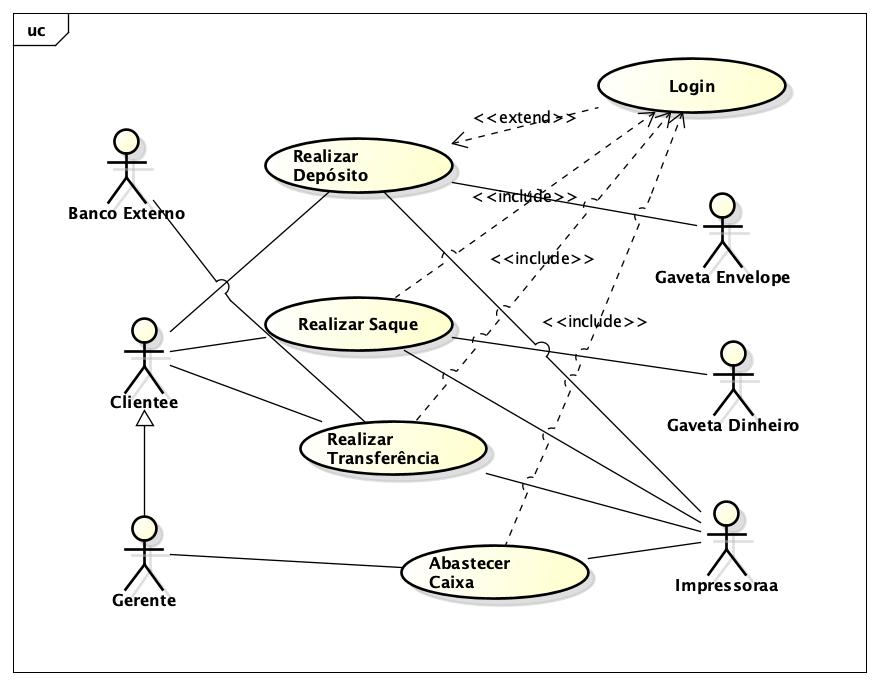 uc
Login
<<extend>>
Realizar
Depósito
<<include>>
Banco Externo
<<include>>
Gaveta Envelope
Realizar Saque
<<include>>
Clientee
Gaveta Dinheiro
Realizar
Transferência
Abastecer
Caixa
Impressoraa
Gerente